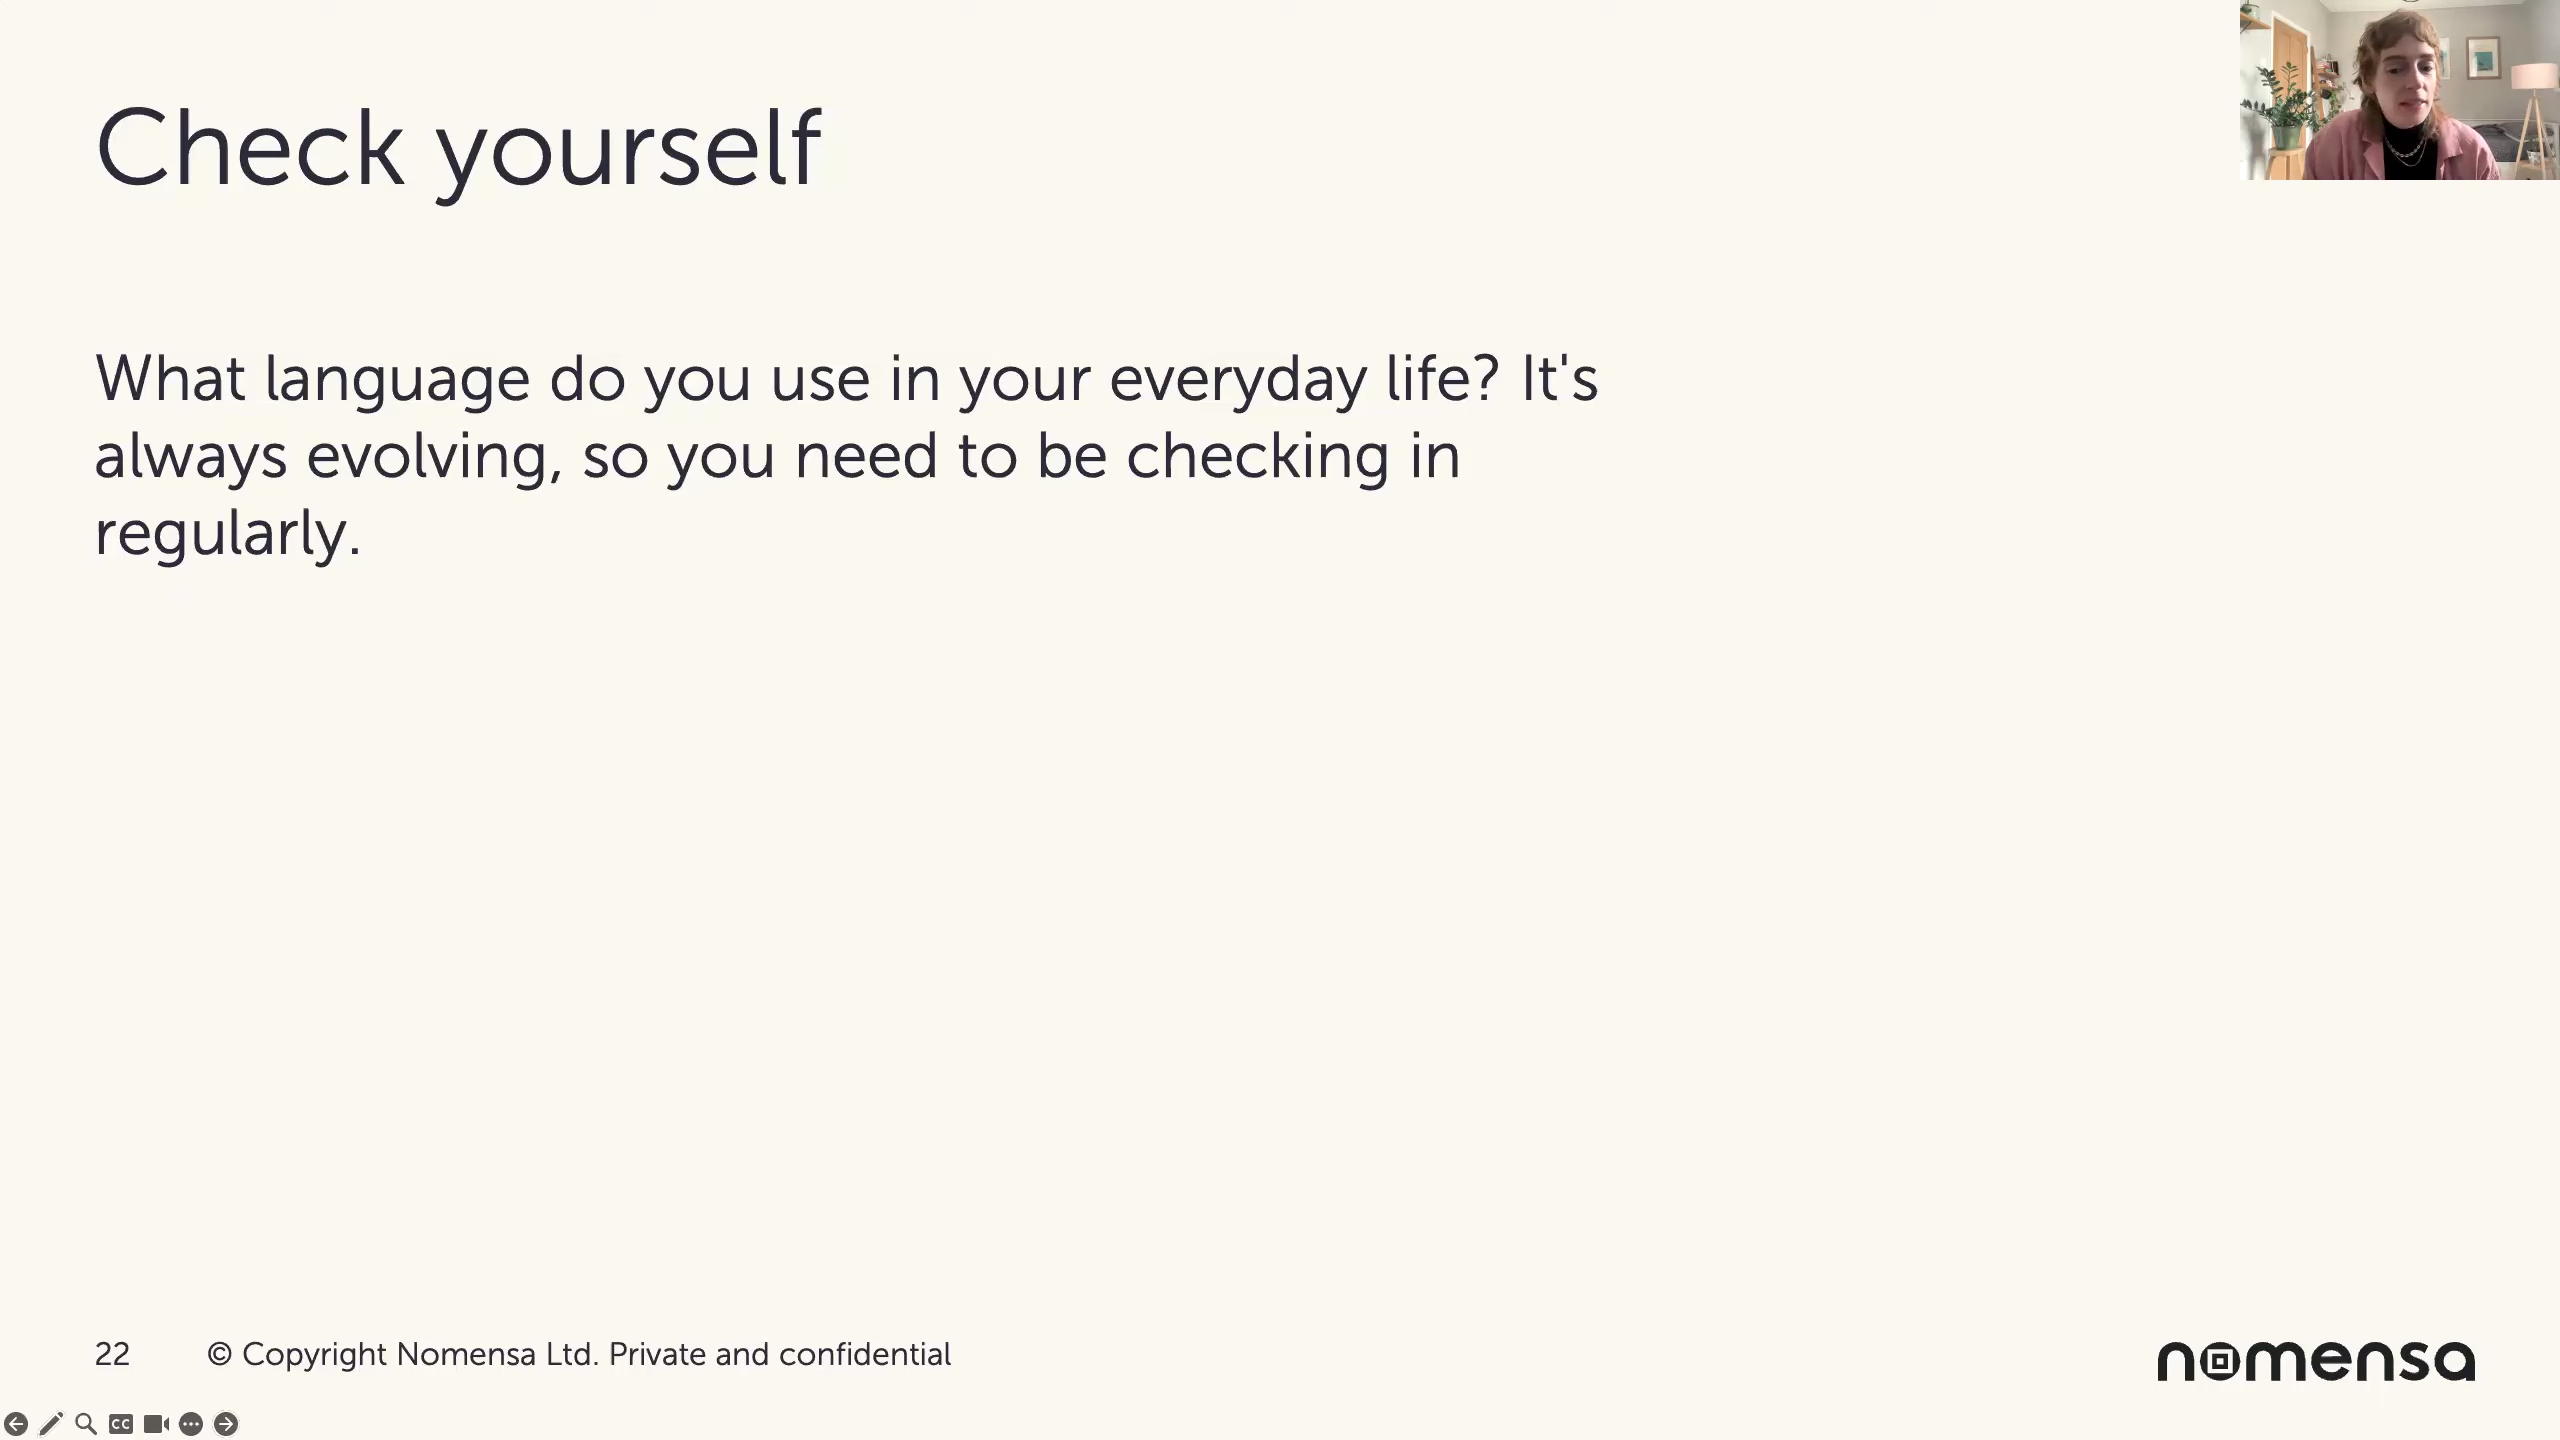 Check yourself
What language do you use in your everyday life? It's
always evolving, so you need to be checking in
regularly.
22 © Copyright Nomensa Ltd. Private and confidential
nomensa
CC